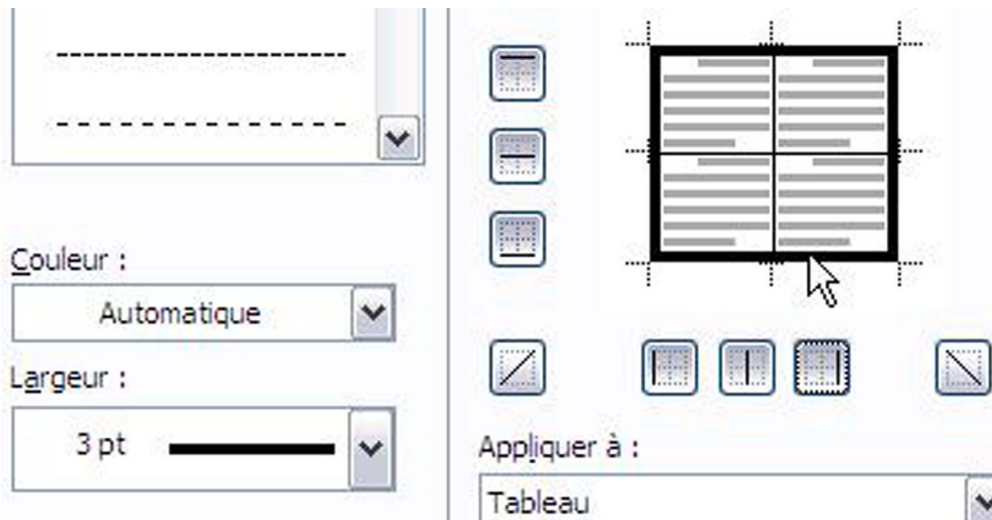 Couleur :
Automatique
Largeur :
3 pt
Appliquer à :
Tableau